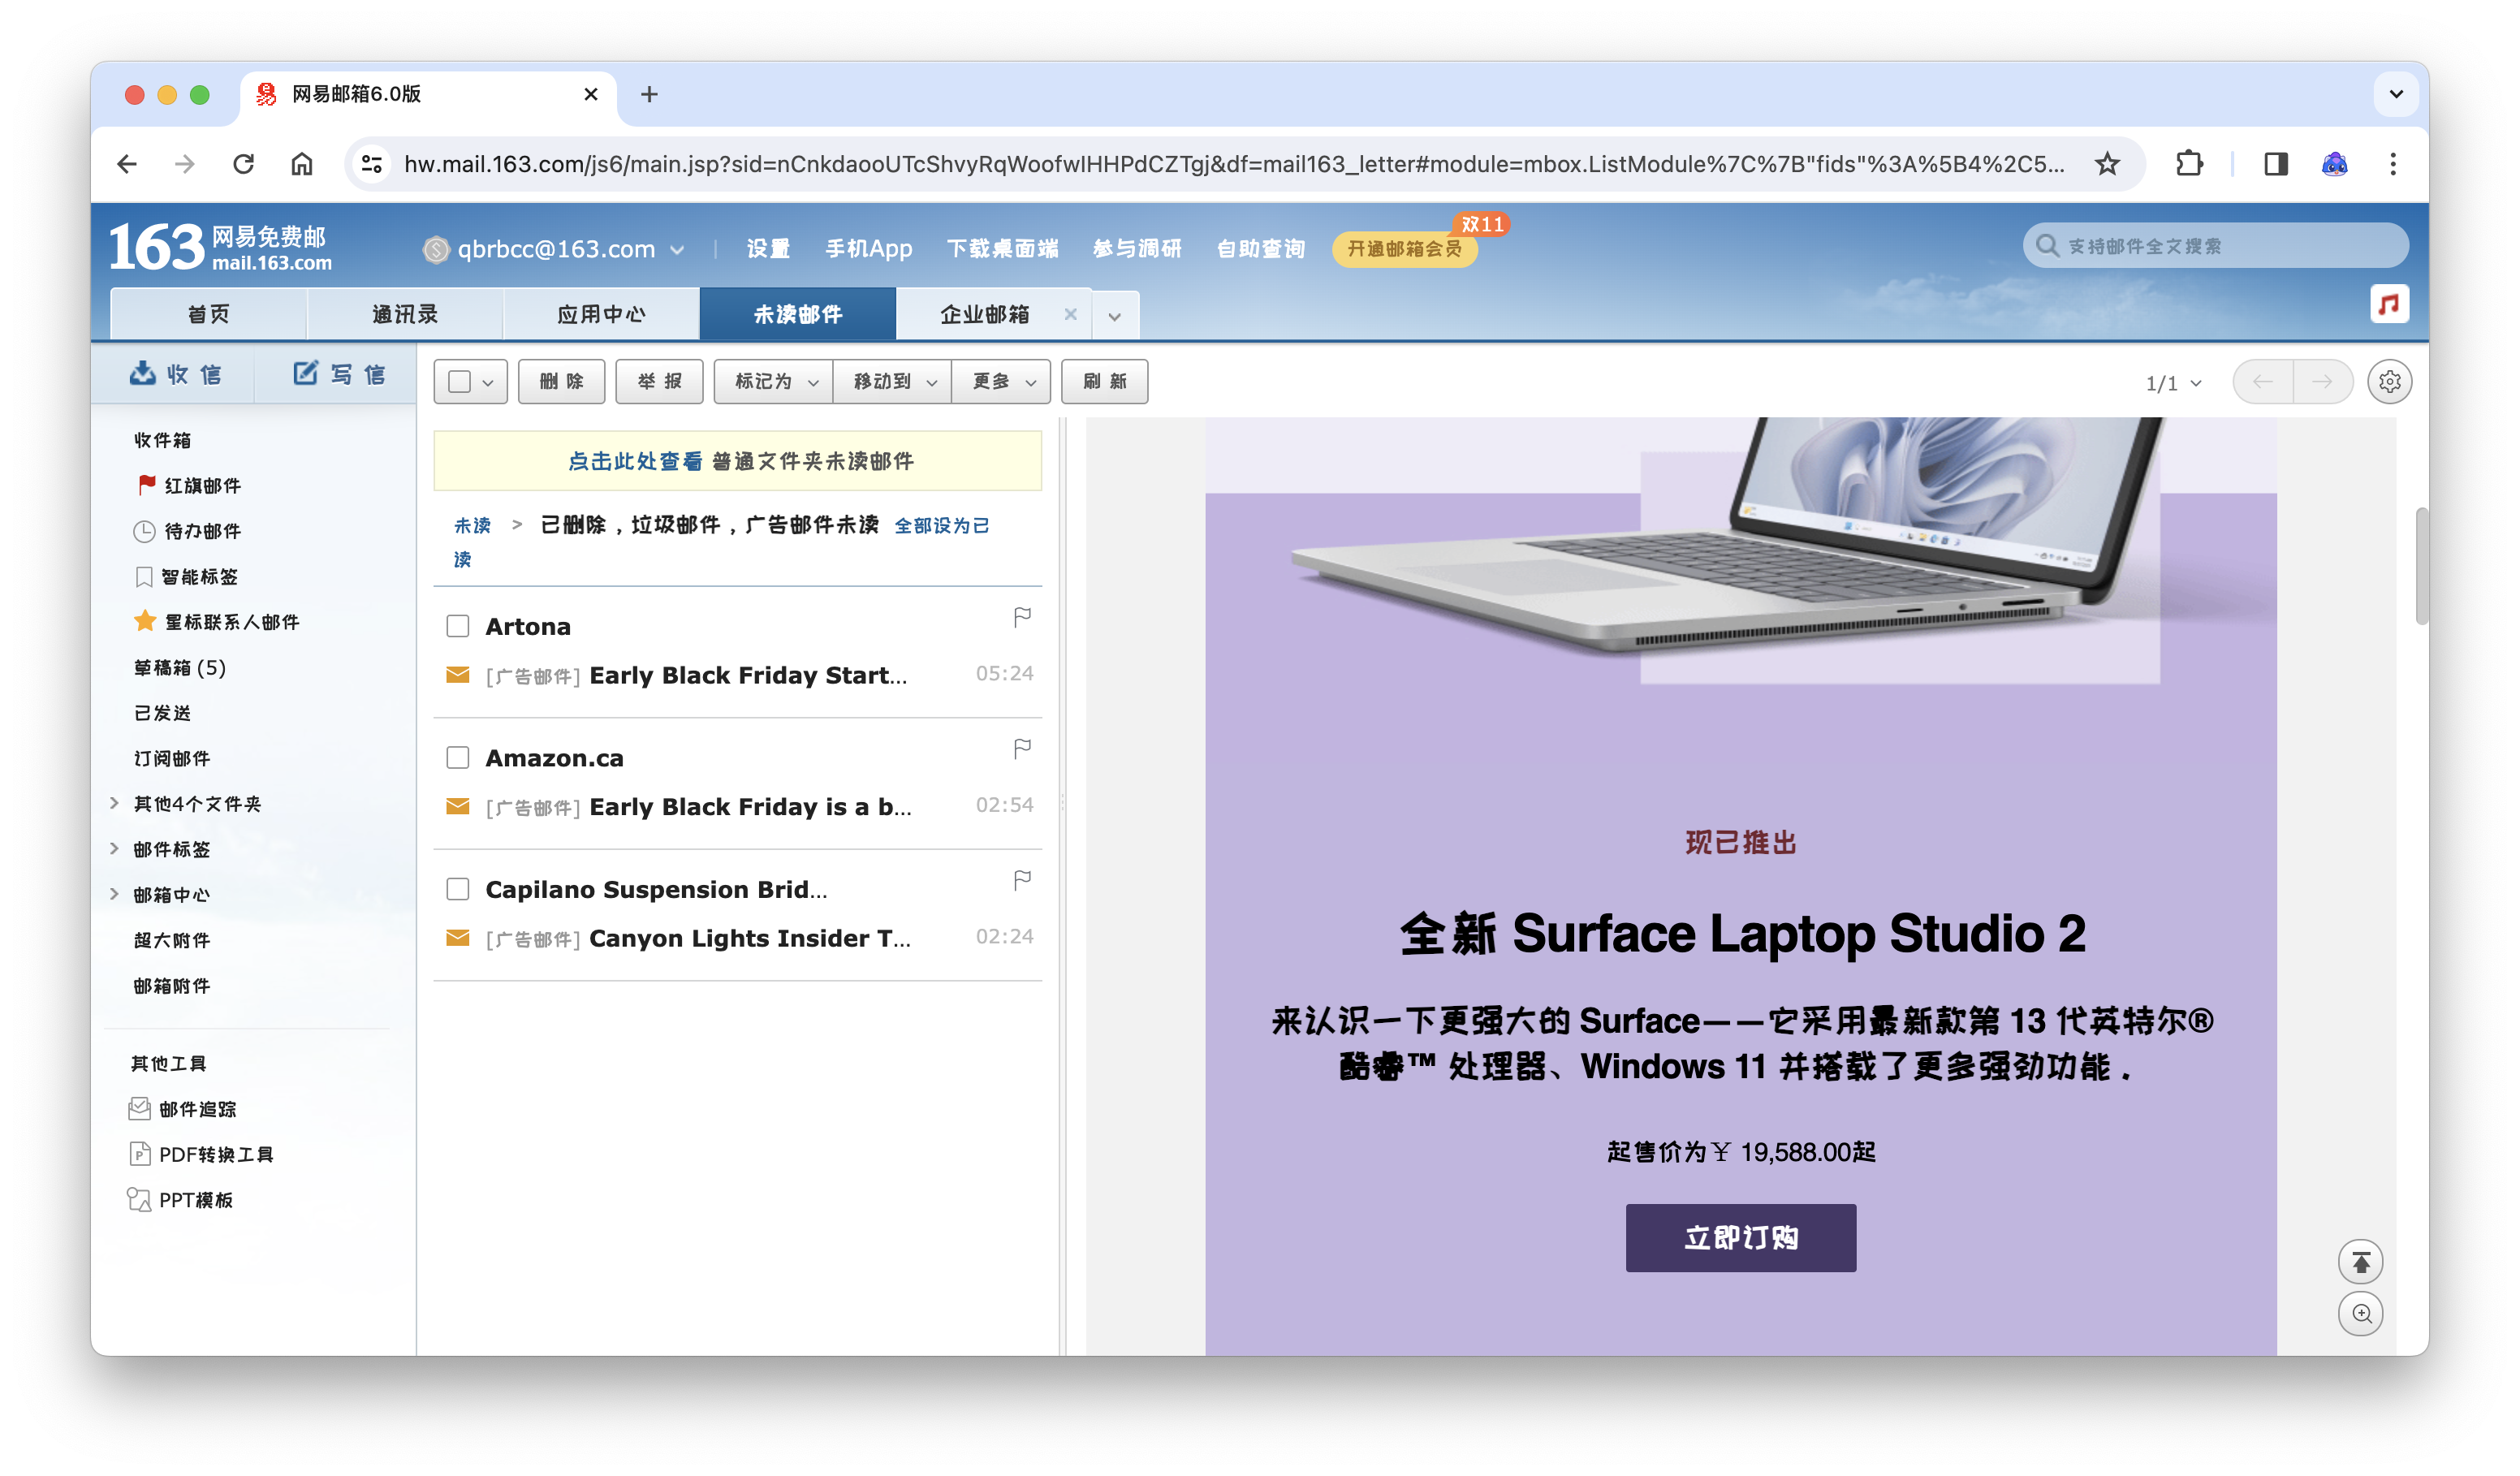 网易邮箱6.0版
hw.mail.163.com/js6/main.jsp?sid=nCnkdaooUTcShvyRqWoofwIHHPdCZTgj&df=mail163_letter#module=mbox.ListModule%7C%7B"fids"%3A%5B4%2C5...
163 网易免费邮
mail.163.com
qbrbcc@163.com
设置 手机App 下载桌面端 参与调研 自助查询 开通邮箱会员 双11
支持邮件全文搜索
首页 通讯录 应用中心 未读邮件 企业邮箱
收 信 写 信
删 除 举 报 标记为 移动到 更多 刷 新
1/1
收件箱
红旗邮件
待办邮件
智能标签
星标联系人邮件
草稿箱 (5)
已发送
订阅邮件
其他4个文件夹
邮件标签
邮箱中心
超大附件
邮箱附件
其他工具
邮件追踪
PDF转换工具
PPT模板
点击此处查看 普通文件夹未读邮件
未读 > 已删除，垃圾邮件，广告邮件未读 全部设为已
读
Artona
[广告邮件] Early Black Friday Start... 05:24
Amazon.ca
[广告邮件] Early Black Friday is a b... 02:54
Capilano Suspension Brid...
[广告邮件] Canyon Lights Insider T... 02:24
现已推出
全新 Surface Laptop Studio 2
来认识一下更强大的 Surface——它采用最新款第 13 代英特尔®
酷睿™ 处理器、Windows 11 并搭载了更多强劲功能．
起售价为￥ 19,588.00起
立即订购